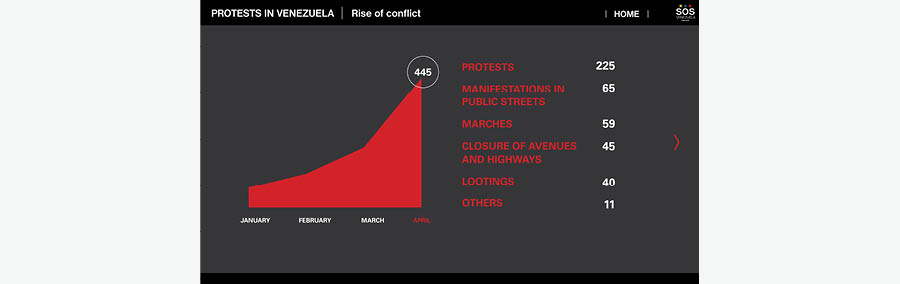 PROTESTS IN VENEZUELA | Rise of conflict
| HOME |
SOS
VENEZUELA
445
PROTESTS 225
MANIFESTATIONS IN 65
PUBLIC STREETS
MARCHES 59
CLOSURE OF AVENUES 45
AND HIGHWAYS
LOOTINGS 40
OTHERS 11
JANUARY FEBRUARY MARCH APRIL